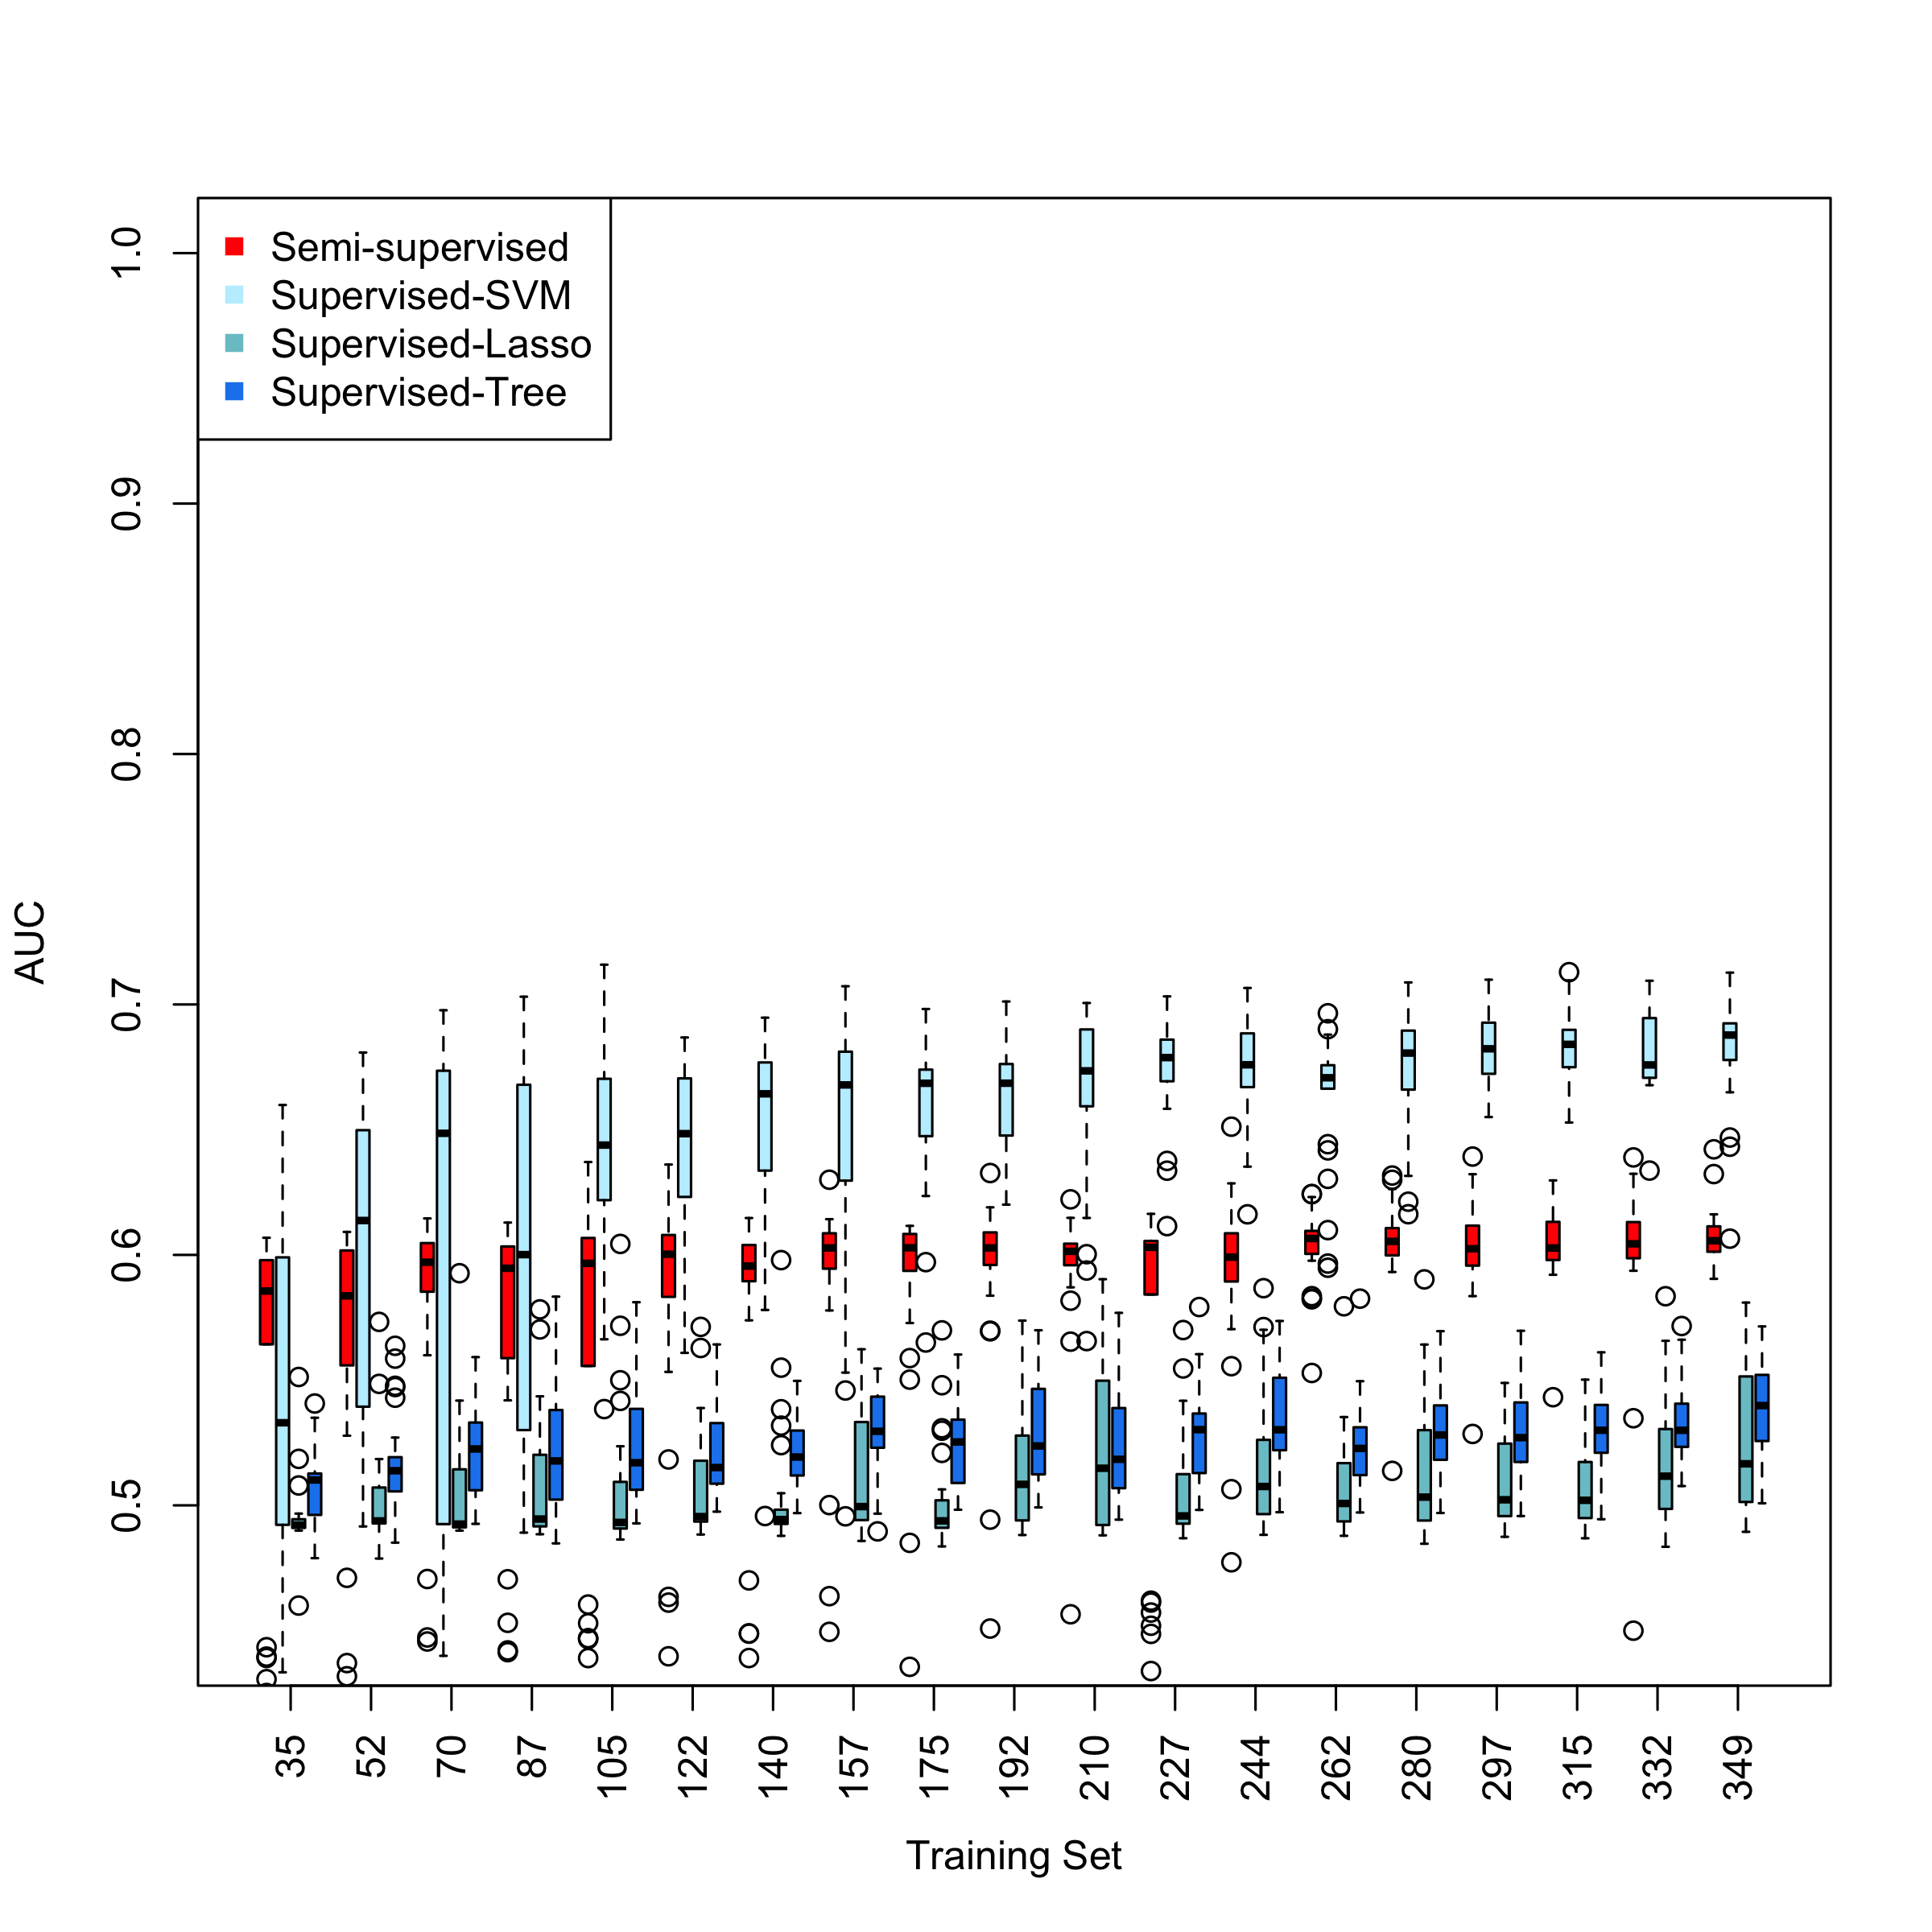 Semi-supervised
Supervised-SVM
Supervised-Lasso
Supervised-Tree
1.0
0.9
0.8
0.7
0.6
0.5
AUC
35 52 70 87 105 122 140 157 175 192 210 227 244 262 280 297 315 332 349
Training Set